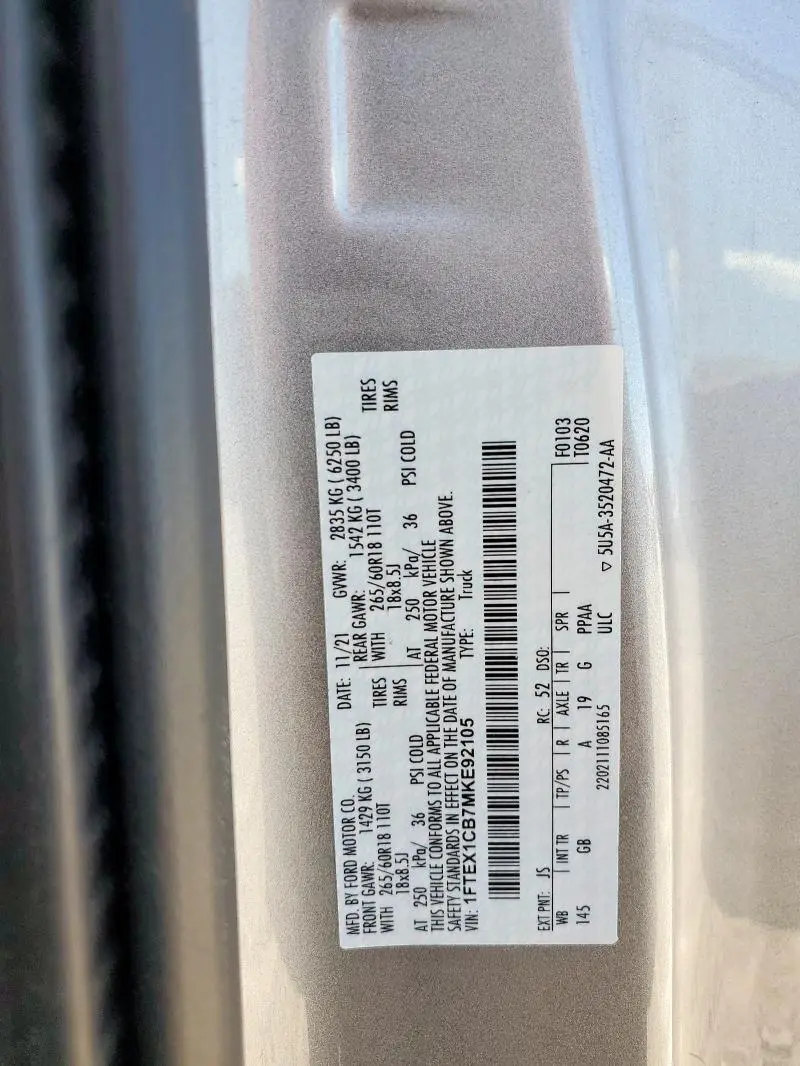 MFD. BY FORD MOTOR CO. DATE: 11/21 GVWR: 2835 KG ( 6250 LB)
FRONT GAWR: 1429 KG ( 3150 LB) REAR GAWR: 1542 KG ( 3400 LB)
WITH 265/60R18 110T TIRES WITH 265/60R18 110T TIRES
18x8.5J RIMS 18x8.5J RIMS
AT 250 kPa/ 36 PSI COLD AT 250 kPa/ 36 PSI COLD
THIS VEHICLE CONFORMS TO ALL APPLICABLE FEDERAL MOTOR VEHICLE
SAFETY STANDARDS IN EFFECT ON THE DATE OF MANUFACTURE SHOWN ABOVE.
VIN: 1FTEX1CB7MKE92105 TYPE: Truck
EXT PNT: JS RC: 52 DSO: F0103
WB INT TR TP/PS R AXLE TR SPR T0620
145 GB A 19 G PPAA
2202111085165 ULC ▽ 5U5A-3520472-AA